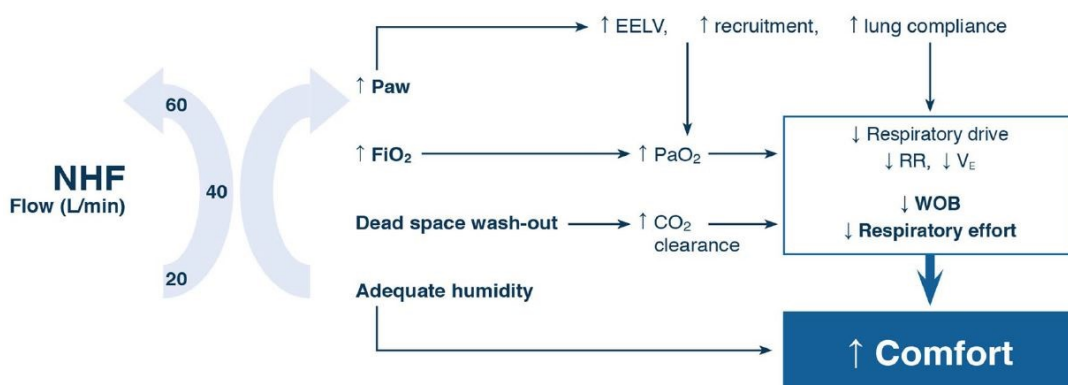 ↑ EELV, ↑ recruitment, ↑ lung compliance
↑ Paw
60
↑ FiO₂
↑ PaO₂
↓ Respiratory drive
↓ RR, ↓ Vᴇ
NHF
Flow (L/min)
40
↓ WOB
↓ Respiratory effort
Dead space wash-out
↑ CO₂
clearance
20
Adequate humidity
↑ Comfort